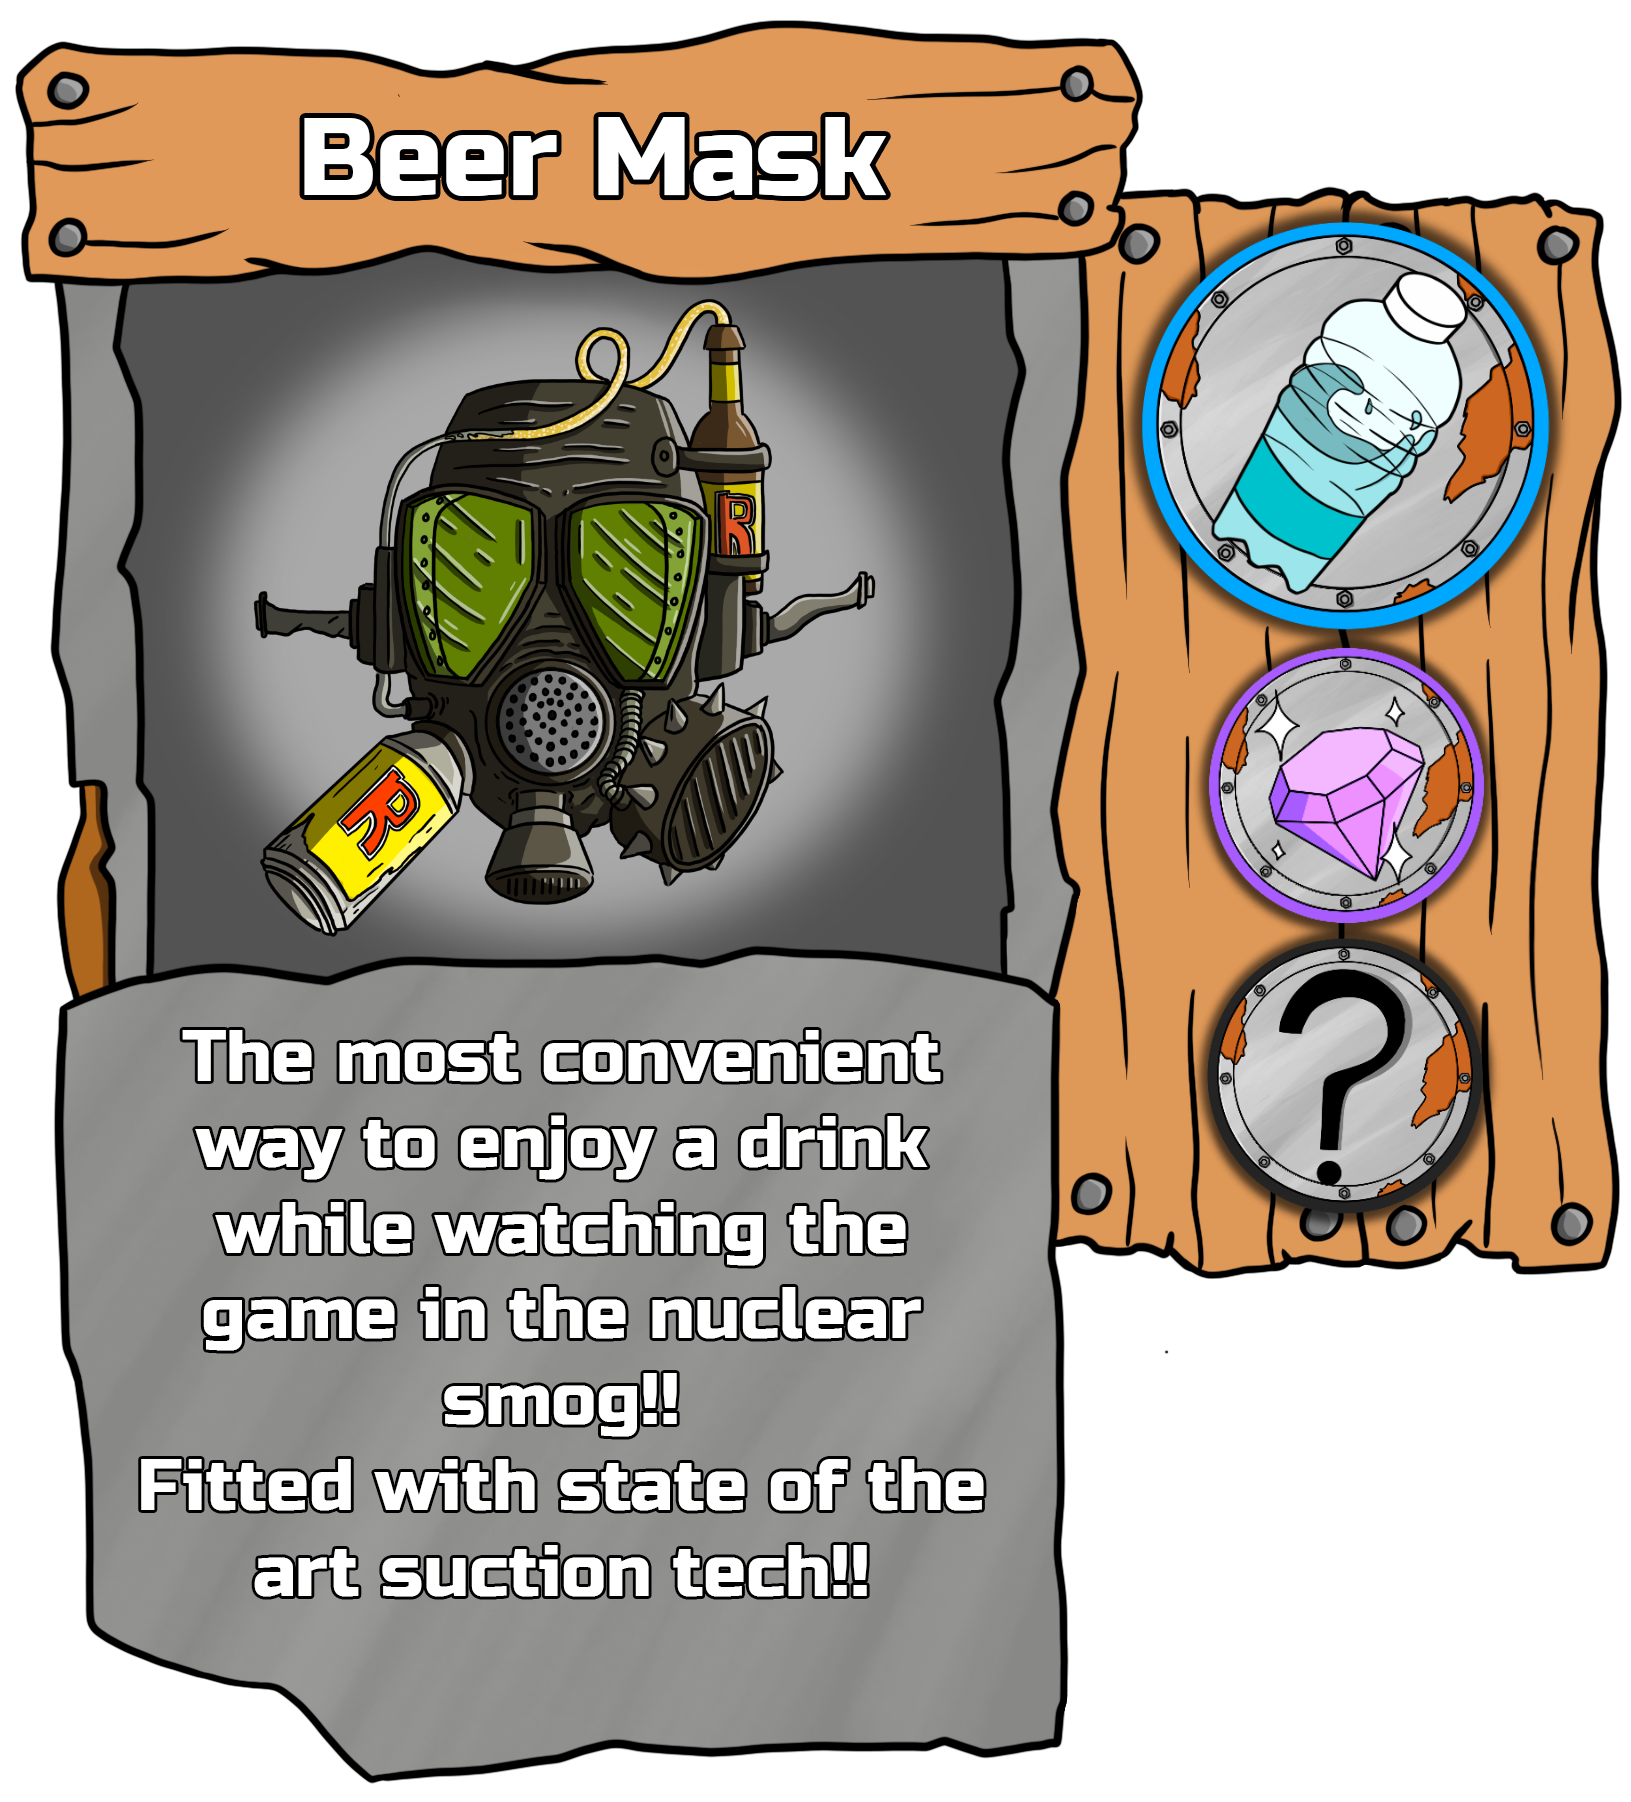 Beer Mask
R
R
The most convenient
way to enjoy a drink
while watching the
game in the nuclear
smog!!
Fitted with state of the
art suction tech!!
?